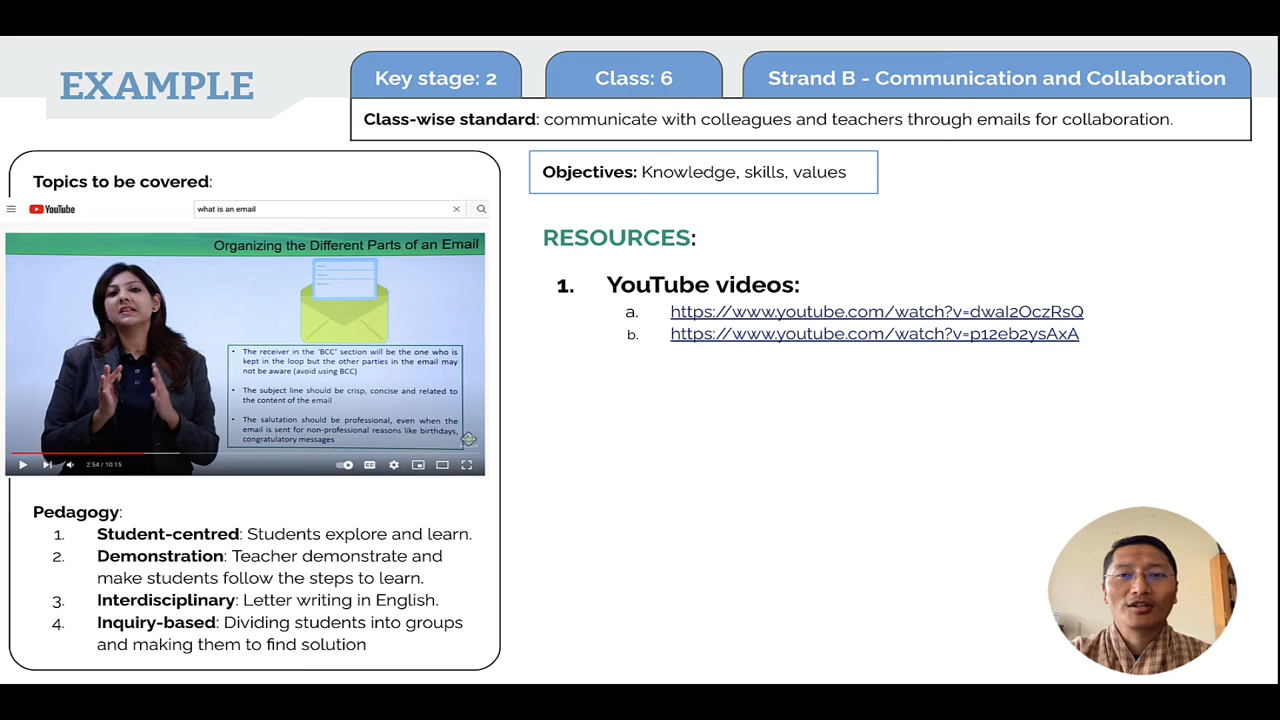 EXAMPLE
Key stage: 2
Class: 6
Strand B - Communication and Collaboration
Class-wise standard: communicate with colleagues and teachers through emails for collaboration.
Topics to be covered:
YouTube
what is an email
Organizing the Different Parts of an Email
• The receiver in the 'BCC' section will be the one who is
kept in the loop but the other parties in the email may
not be aware (avoid using BCC)
• The subject line should be crisp, concise and related to
the content of the email
• The salutation should be professional, even when the
email is sent for non-professional reasons like birthdays,
congratulatory messages
2:54 / 10:15
CC
Pedagogy:
1. Student-centred: Students explore and learn.
2. Demonstration: Teacher demonstrate and
make students follow the steps to learn.
3. Interdisciplinary: Letter writing in English.
4. Inquiry-based: Dividing students into groups
and making them to find solution
Objectives: Knowledge, skills, values
RESOURCES:
1. YouTube videos:
a. https://www.youtube.com/watch?v=dwaI2OczRsQ
b. https://www.youtube.com/watch?v=p12eb2ysAxA